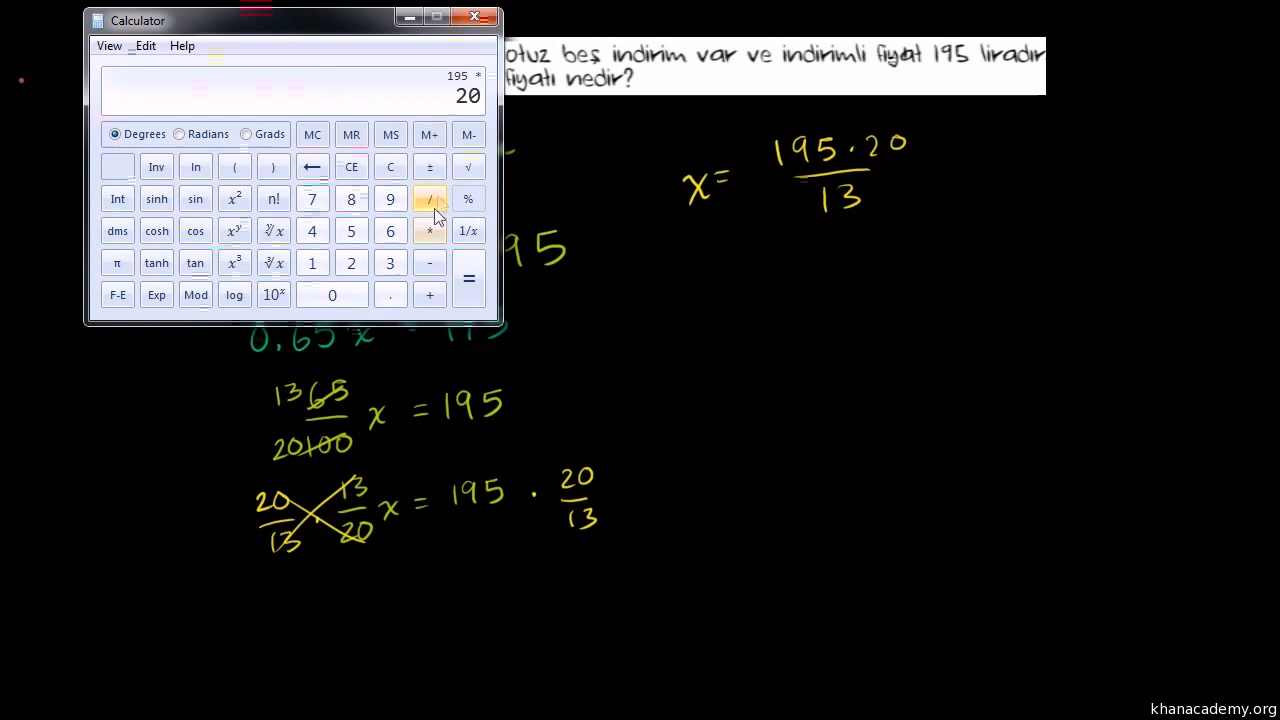 Calculator
View Edit Help
195 *
20
Degrees Radians Grads MC MR MS M+ M-
Inv ln ( ) ← CE C ± √
Int sinh sin x² n! 7 8 9 / %
dms cosh cos xʸ ʸ√x 4 5 6 * 1/x
π tanh tan x³ ³√x 1 2 3 - =
F-E Exp Mod log 10ˣ 0 . +
otuz beş indirim var ve indirimli fiyat 195 liradır
fiyatı nedir?
x = 195 · 20
13
95
0.65 x = 195
13 65
x = 195
20 100
20 · 13 x = 195 · 20
13 20 13
khanacademy.org